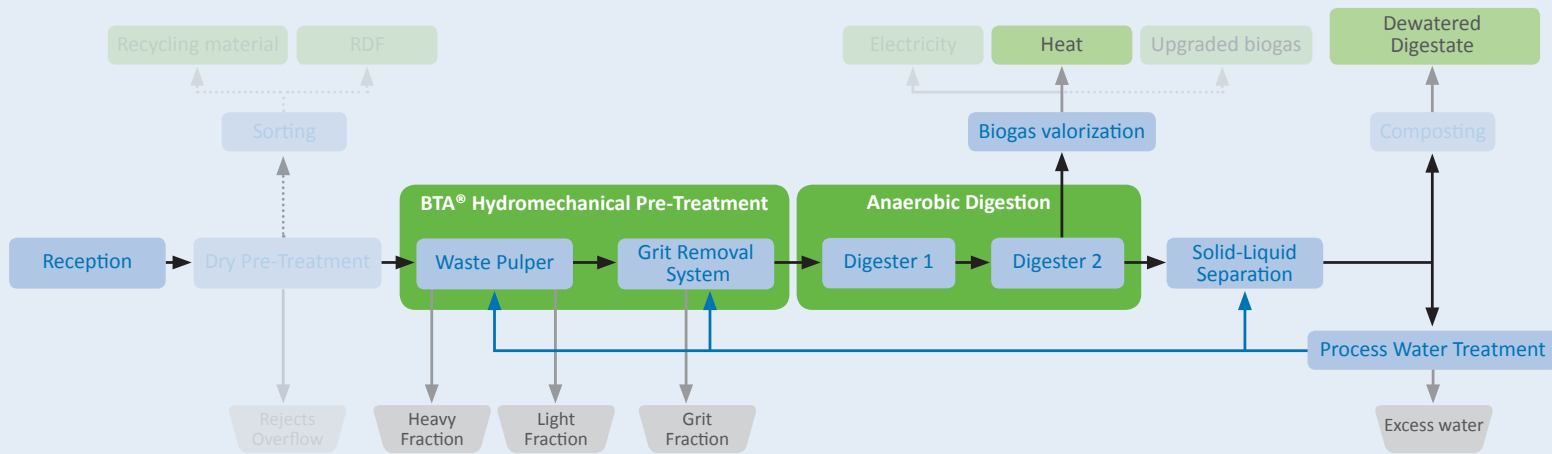 Recycling material
RDF
Electricity
Heat
Upgraded biogas
Dewatered
Digestate
Sorting
Biogas valorization
Composting
BTA® Hydromechanical Pre-Treatment
Anaerobic Digestion
Reception
Dry Pre-Treatment
Waste Pulper
Grit Removal
System
Digester 1
Digester 2
Solid-Liquid
Separation
Process Water Treatment
Rejects
Overflow
Heavy
Fraction
Light
Fraction
Grit
Fraction
Excess water